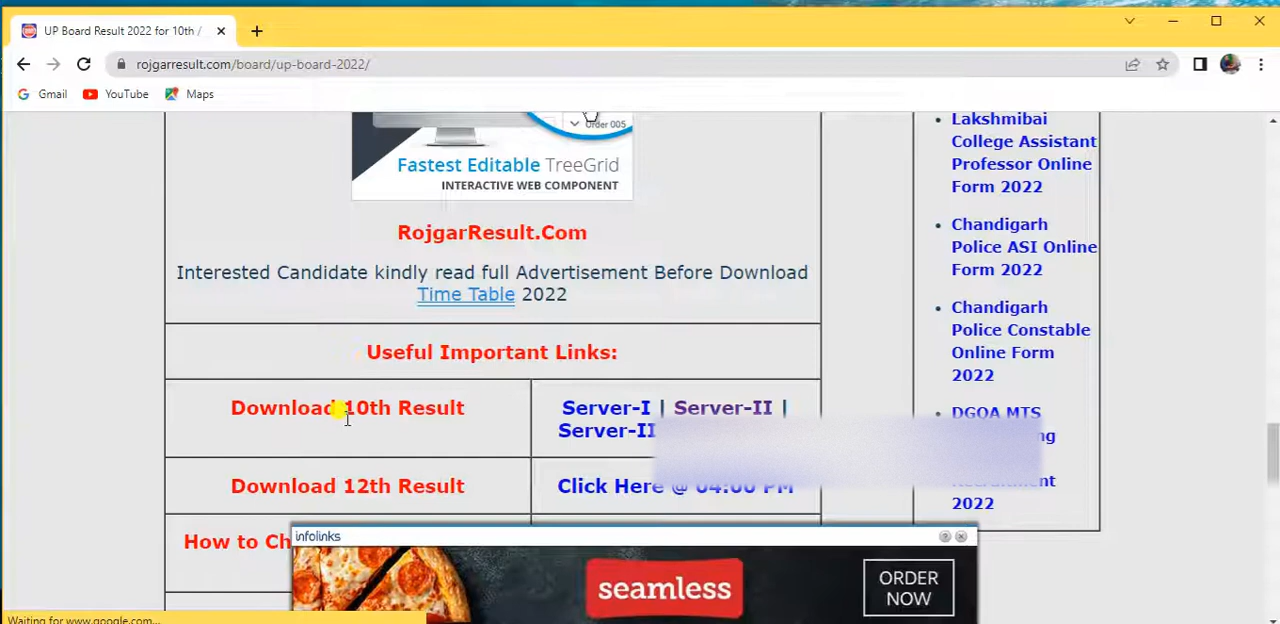 UP Board Result 2022 for 10th /
rojgarresult.com/board/up-board-2022/
Gmail YouTube Maps
Order 005
Fastest Editable TreeGrid
INTERACTIVE WEB COMPONENT
RojgarResult.Com
Interested Candidate kindly read full Advertisement Before Download
Time Table 2022
Useful Important Links:
Download 10th Result
Server-I | Server-II |
Server-II
Download 12th Result
Click Here @ 04:00 PM
How to Ch
Lakshmibai
College Assistant
Professor Online
Form 2022
Chandigarh
Police ASI Online
Form 2022
Chandigarh
Police Constable
Online Form
2022
DGOA MTS
2022
infolinks
seamless
ORDER
NOW
Waiting for www.google.com...